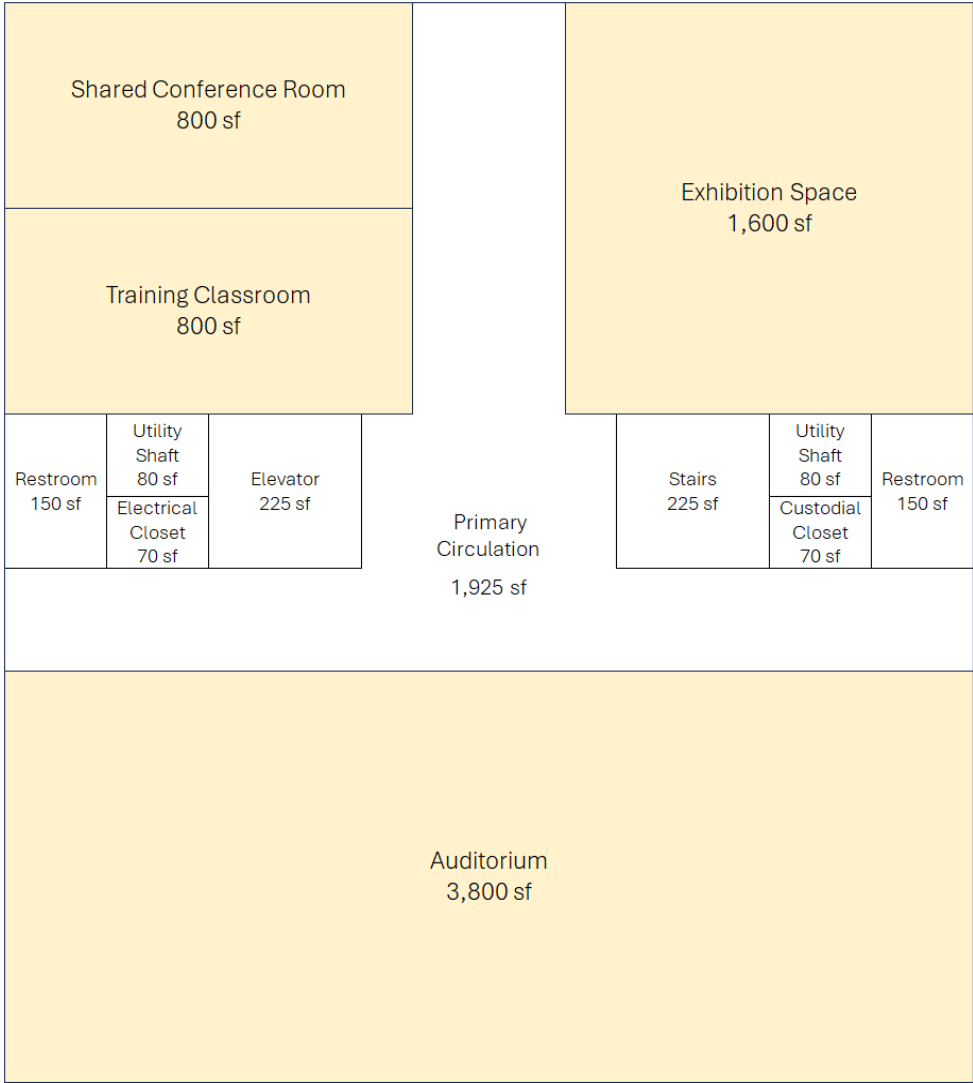 Shared Conference Room
800 sf
Exhibition Space
1,600 sf
Training Classroom
800 sf
Restroom
150 sf
Utility
Shaft
80 sf
Electrical
Closet
70 sf
Elevator
225 sf
Primary
Circulation
1,925 sf
Stairs
225 sf
Utility
Shaft
80 sf
Custodial
Closet
70 sf
Restroom
150 sf
Auditorium
3,800 sf